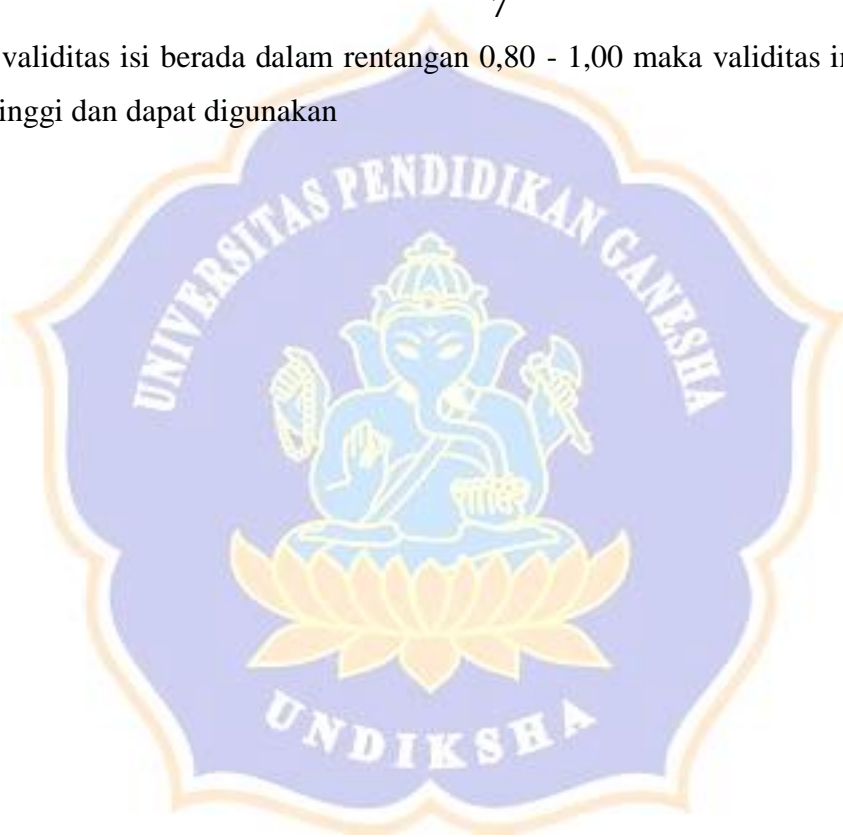 7
validitas isi berada dalam rentangan 0,80 - 1,00 maka validitas
inggi dan dapat digunakan
UNIVERSITAS PENDIDIKAN GANESHA
UNDIKSHA